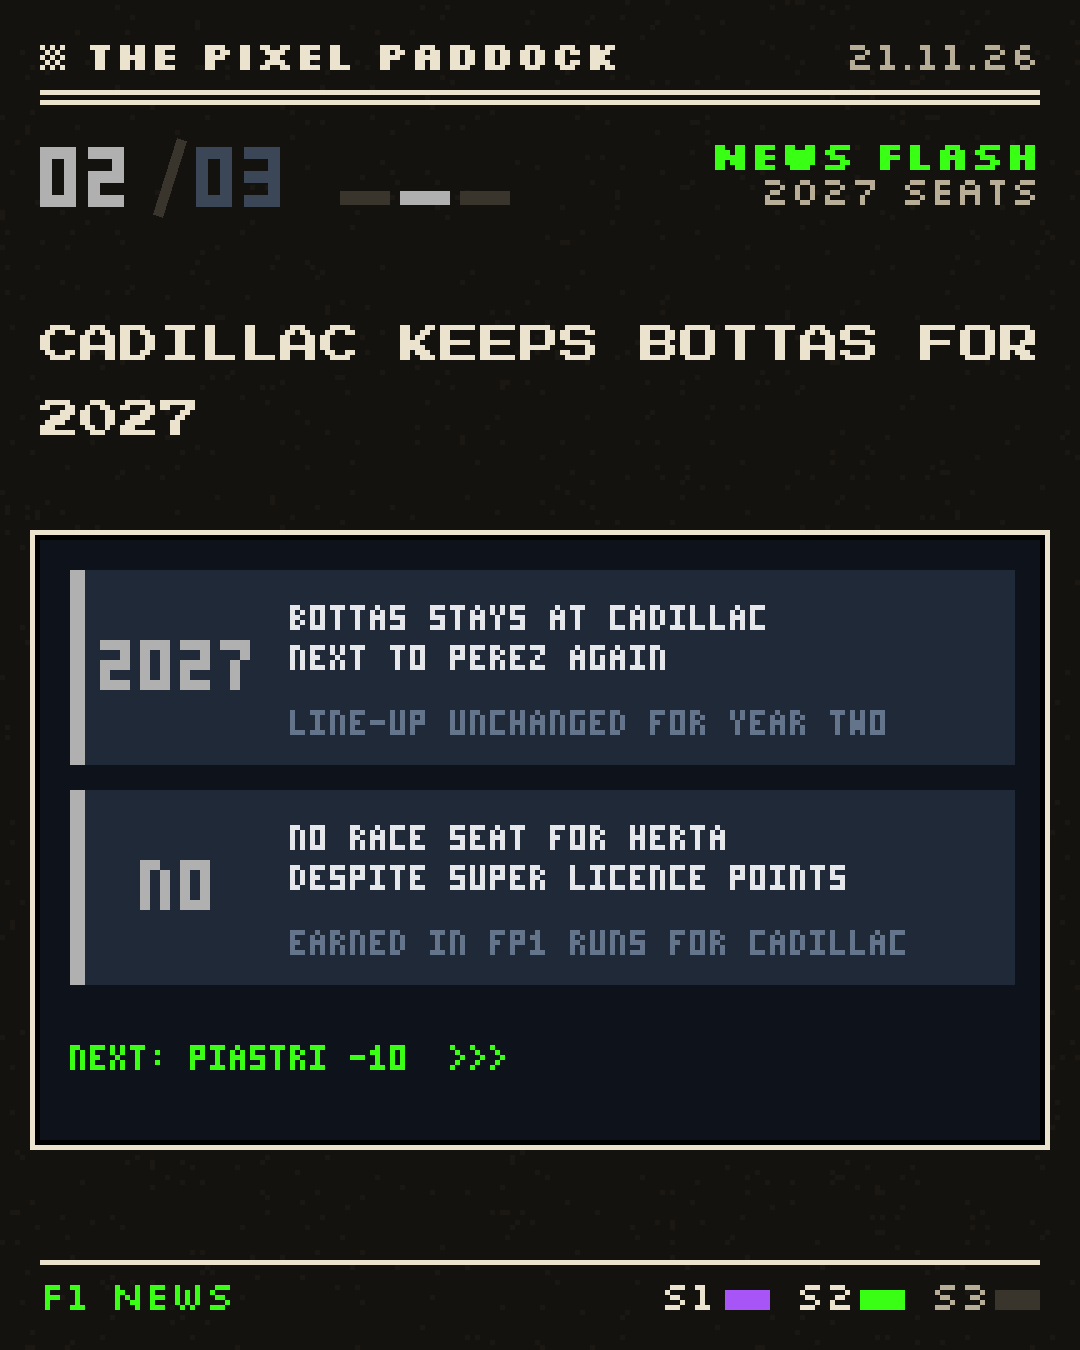 THE PIXEL PADDOCK
21.11.26
02 /03
NEWS FLASH
2027 SEATS
CADILLAC KEEPS BOTTAS FOR
2027
2027
BOTTAS STAYS AT CADILLAC
NEXT TO PEREZ AGAIN
LINE-UP UNCHANGED FOR YEAR TWO
NO
NO RACE SEAT FOR HERTA
DESPITE SUPER LICENCE POINTS
EARNED IN FP1 RUNS FOR CADILLAC
NEXT: PIASTRI -10 >>>
F1 NEWS
S1 S2 S3